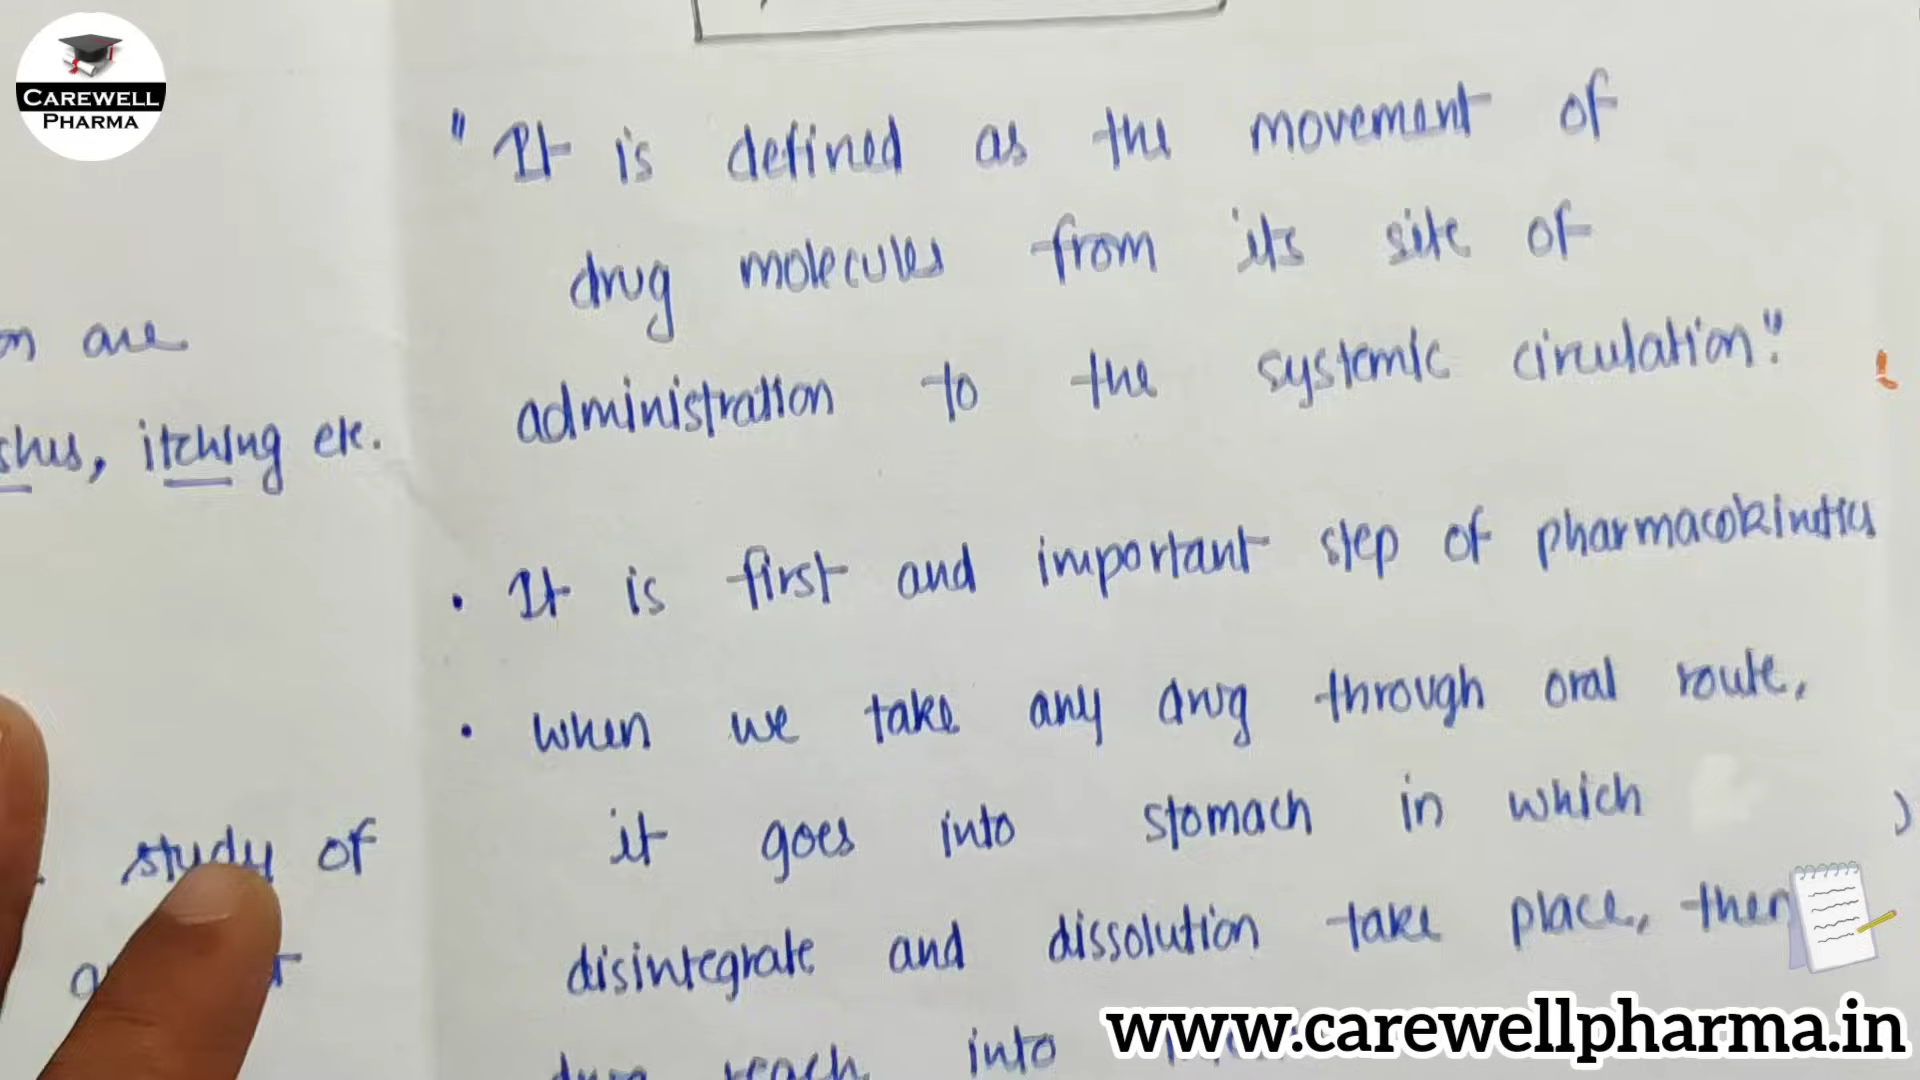 CAREWELL
PHARMA
"It is defined as the movement of
drug molecules from its site of
administration to the systemic circulation."
• It is first and important step of pharmacokinetics
• when we take any drug through oral route,
it goes into stomach in which
disintegrate and dissolution take place, then
drug reach into
are
itching etc.
study of
www.carewellpharma.in